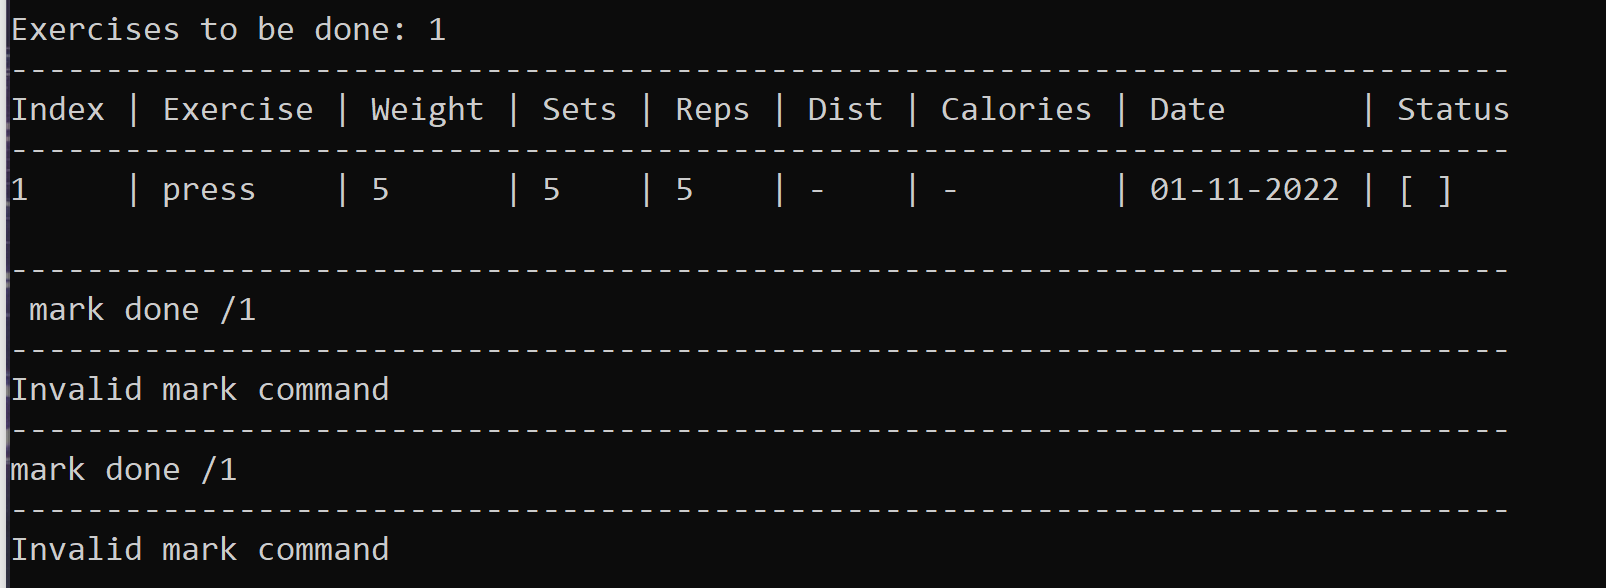 Exercises to be done: 1
-------------------------------------------------------------------------------
Index | Exercise | Weight | Sets | Reps | Dist | Calories | Date       | Status
-------------------------------------------------------------------------------
1     | press    | 5      | 5    | 5    | -    | -        | 01-11-2022 | [ ]
-------------------------------------------------------------------------------
 mark done /1
-------------------------------------------------------------------------------
Invalid mark command
-------------------------------------------------------------------------------
mark done /1
-------------------------------------------------------------------------------
Invalid mark command